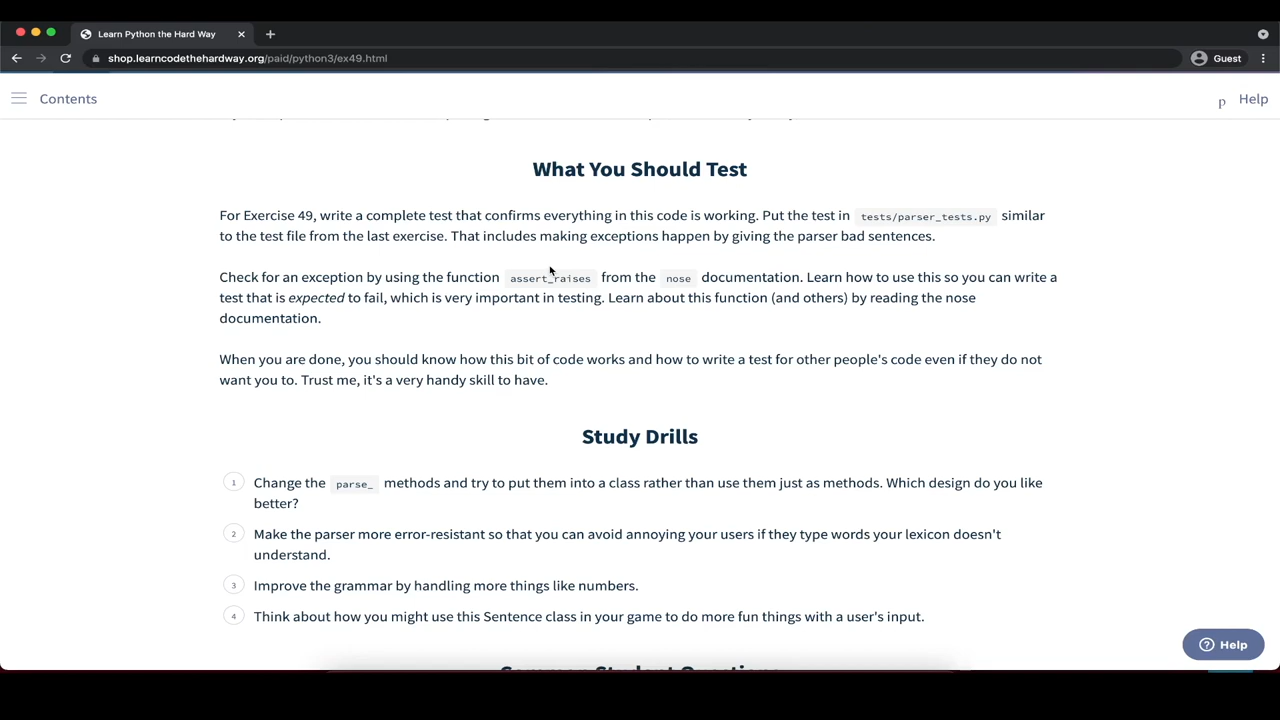 Learn Python the Hard Way
shop.learncodethehardway.org/paid/python3/ex49.html
Guest
Contents
p Help
What You Should Test
For Exercise 49, write a complete test that confirms everything in this code is working. Put the test in tests/parser_tests.py similar
to the test file from the last exercise. That includes making exceptions happen by giving the parser bad sentences.
Check for an exception by using the function assert_raises from the nose documentation. Learn how to use this so you can write a
test that is expected to fail, which is very important in testing. Learn about this function (and others) by reading the nose
documentation.
When you are done, you should know how this bit of code works and how to write a test for other people's code even if they do not
want you to. Trust me, it's a very handy skill to have.
Study Drills
1 Change the parse_ methods and try to put them into a class rather than use them just as methods. Which design do you like
better?
2 Make the parser more error-resistant so that you can avoid annoying your users if they type words your lexicon doesn't
understand.
3 Improve the grammar by handling more things like numbers.
4 Think about how you might use this Sentence class in your game to do more fun things with a user's input.
Help
Common Student Questions